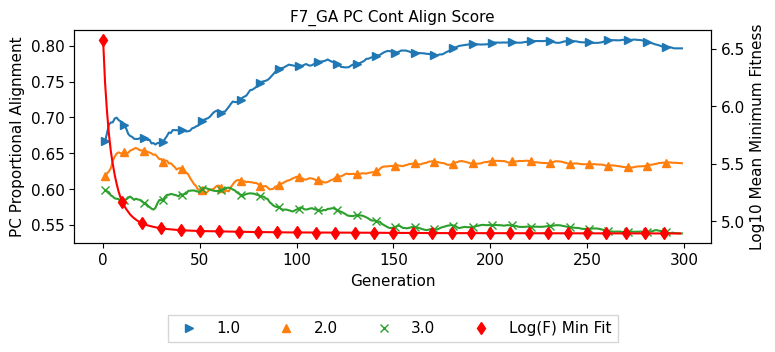 F7_GA PC Cont Align Score
PC Proportional Alignment
0.80
0.75
0.70
0.65
0.60
0.55
6.5
6.0
5.5
5.0
Log10 Mean Minimum Fitness
0 50 100 150 200 250 300
Generation
1.0 2.0 3.0 Log(F) Min Fit